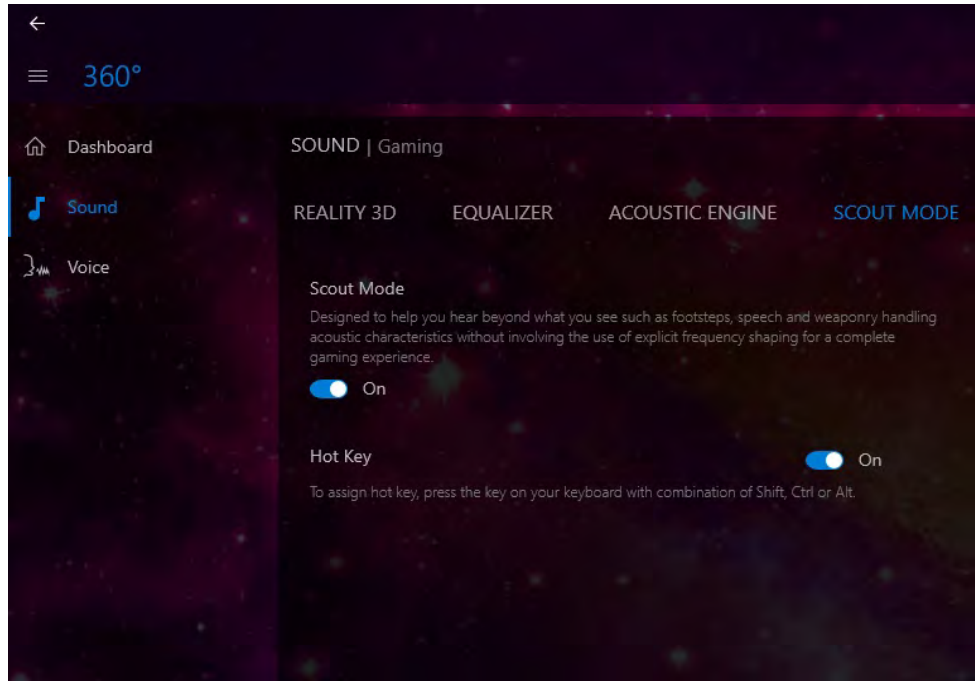 360°
Dashboard
Sound
Voice
SOUND | Gaming
REALITY 3D EQUALIZER ACOUSTIC ENGINE SCOUT MODE
Scout Mode
Designed to help you hear beyond what you see such as footsteps, speech and weaponry handling
acoustic characteristics without involving the use of explicit frequency shaping for a complete
gaming experience.
On
Hot Key On
To assign hot key, press the key on your keyboard with combination of Shift, Ctrl or Alt.